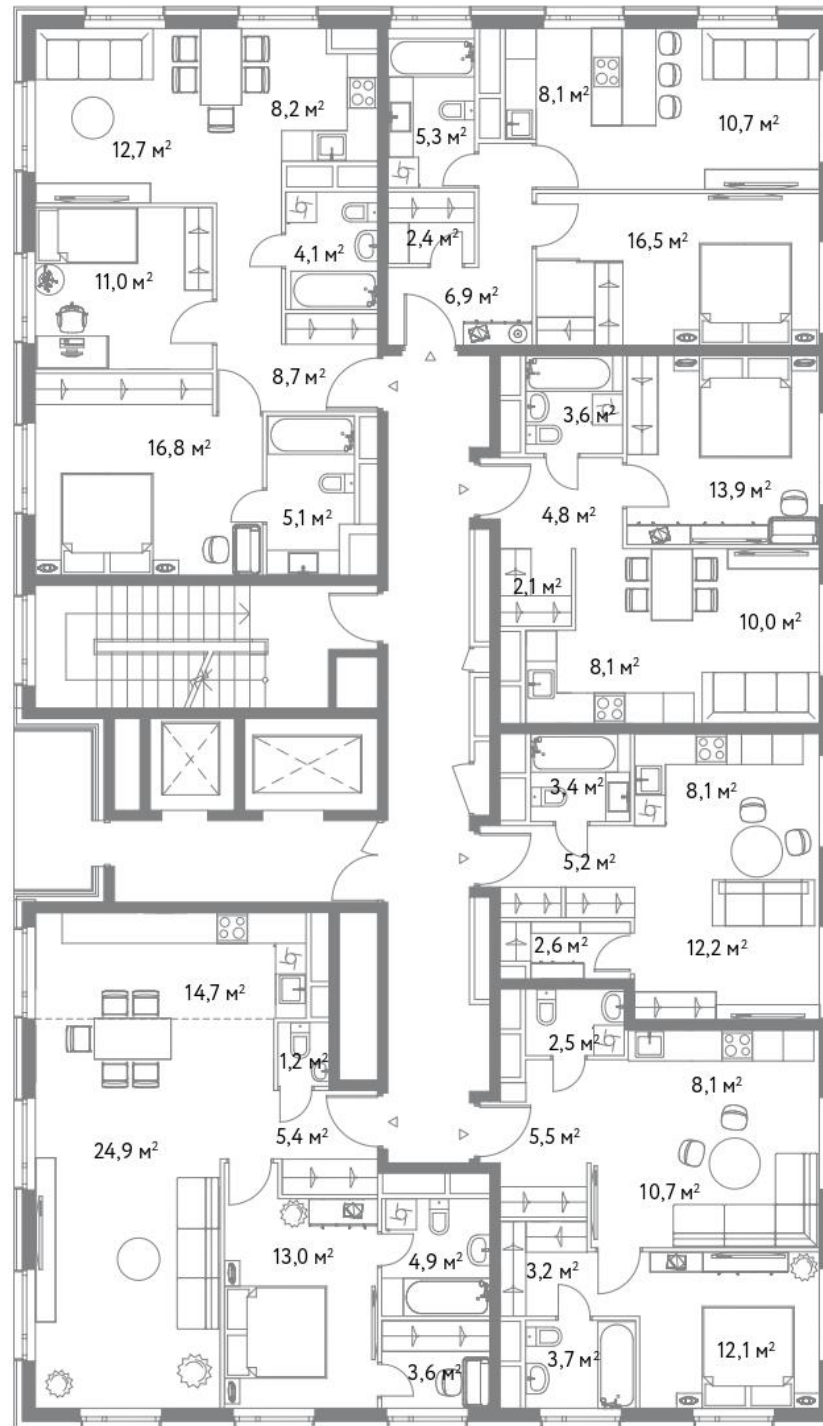 8,2 м²
12,7 м²
4,1 м²
11,0 м²
8,7 м²
16,8 м²
5,1 м²
5,3 м²
8,1 м²
10,7 м²
2,4 м²
16,5 м²
6,9 м²
3,6 м²
13,9 м²
4,8 м²
2,1 м²
10,0 м²
8,1 м²
3,4 м²
8,1 м²
5,2 м²
2,6 м²
12,2 м²
14,7 м²
1,2 м²
5,4 м²
24,9 м²
13,0 м²
4,9 м²
3,6 м²
2,5 м²
8,1 м²
5,5 м²
10,7 м²
3,2 м²
3,7 м²
12,1 м²